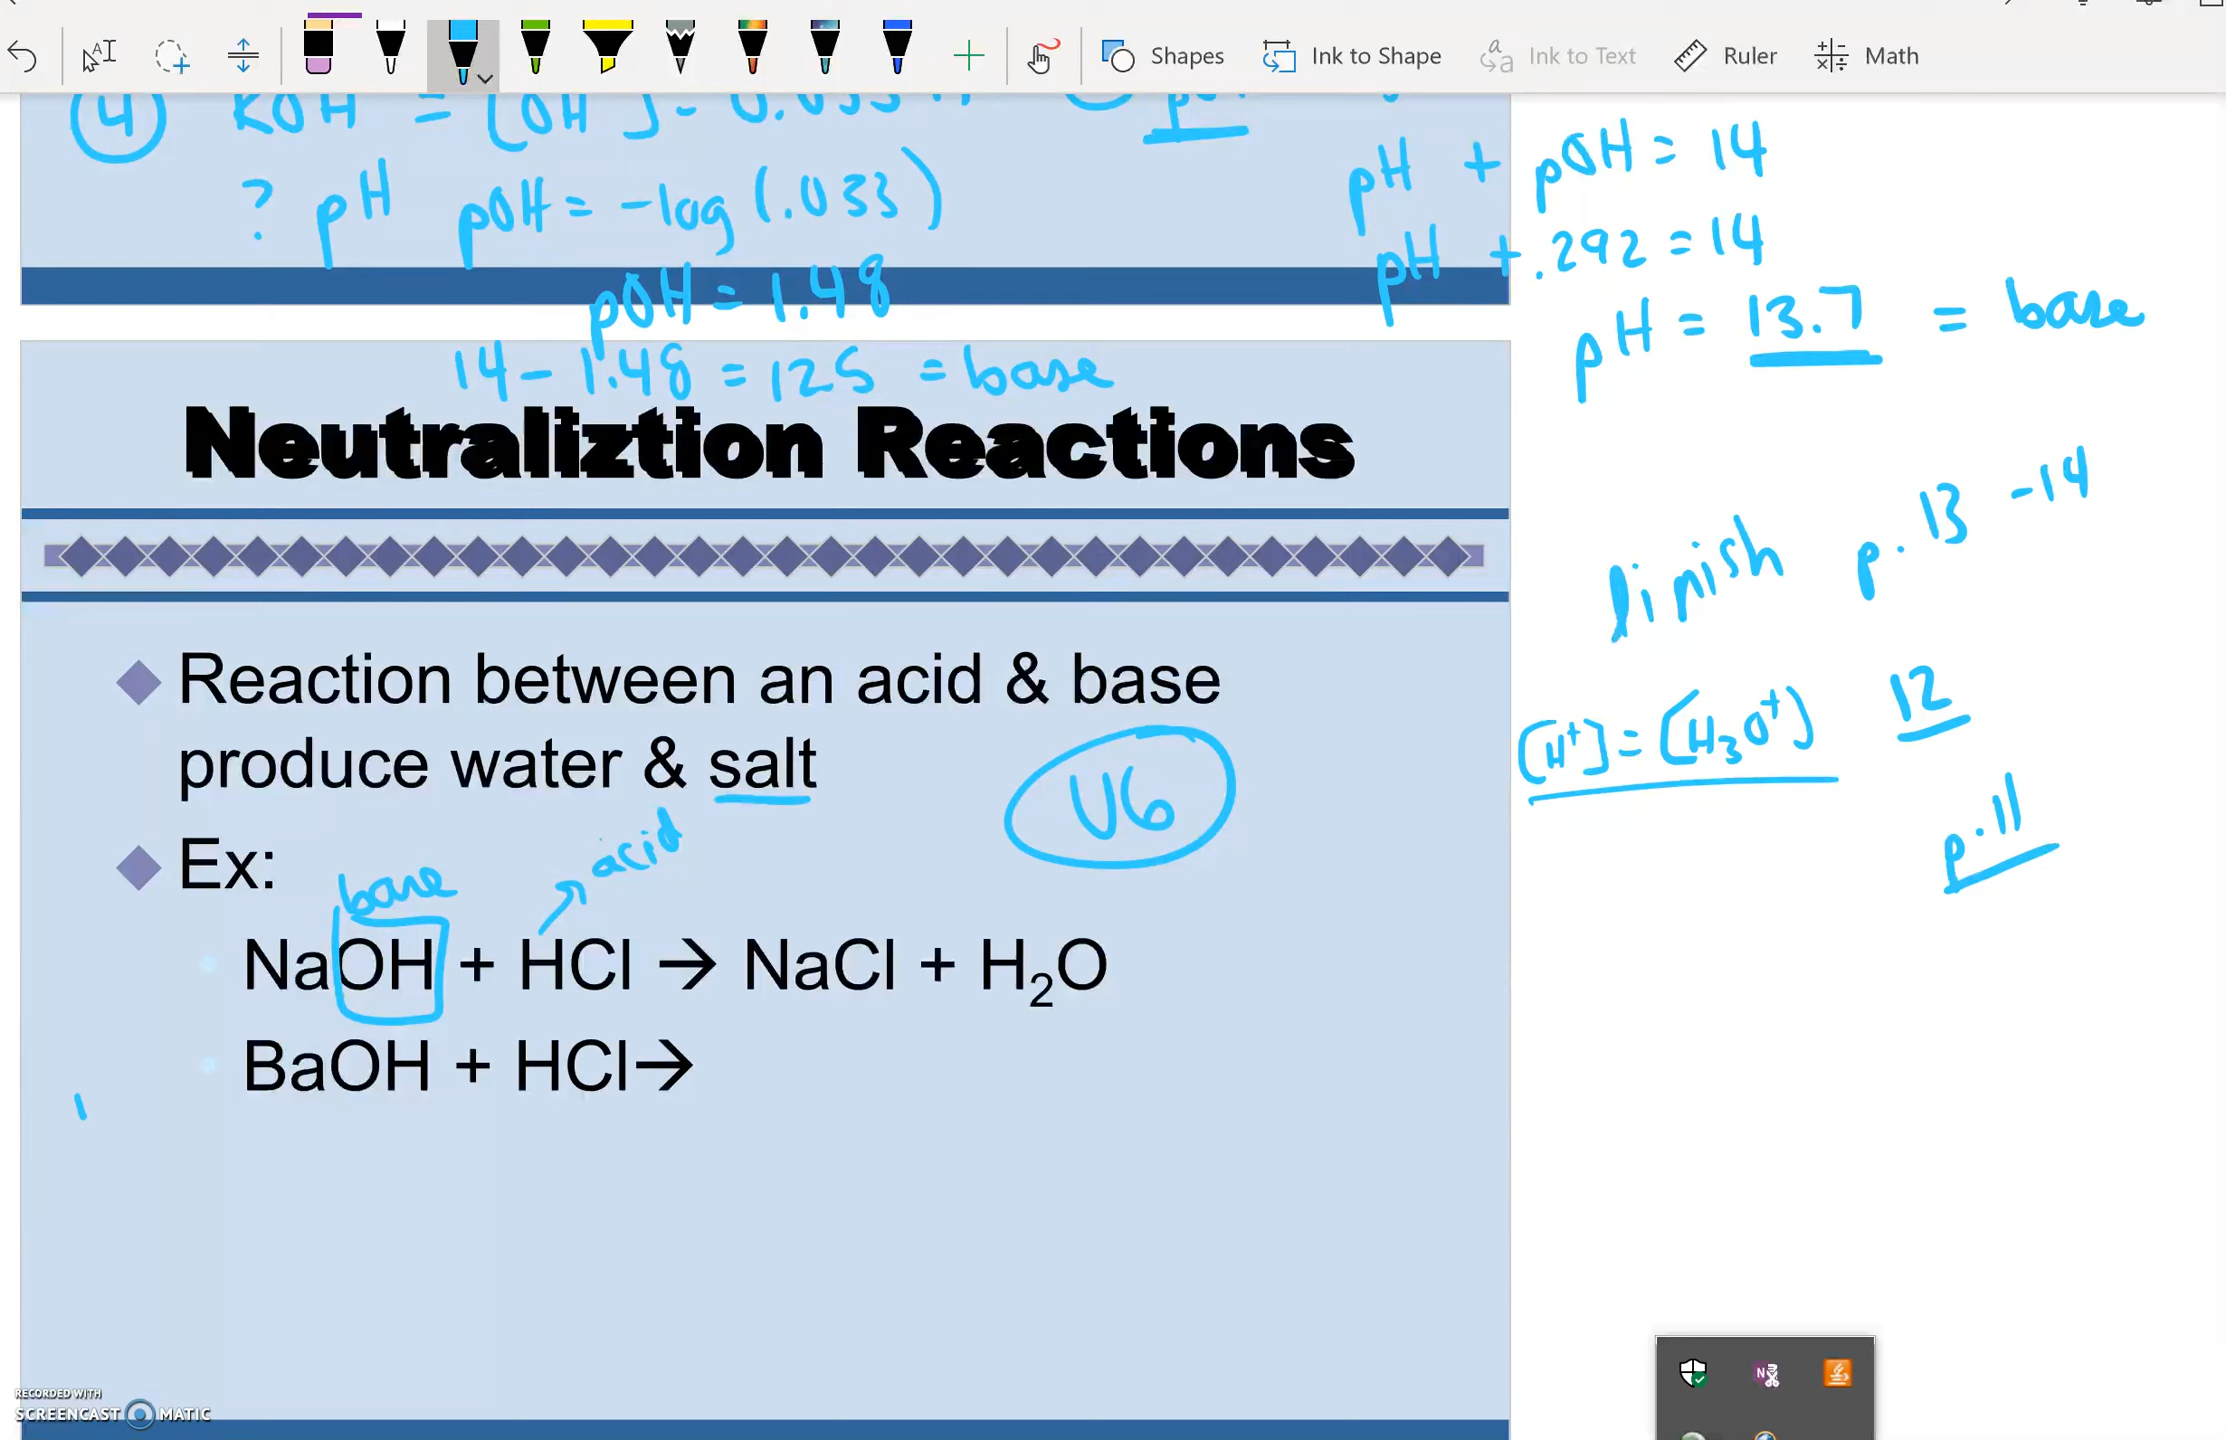 Shapes
Ink to Shape
Ink to Text
Ruler
Math
④ KOH = [OH
? pH pOH = -log (.033)
pOH = 1.48
14 - 1.48 = 125 = base
pH + pOH = 14
pH + .292 = 14
pH = 13.7 = base
Neutraliztion Reactions
Reaction between an acid & base
produce water & salt
U6
Ex:
base
acid
NaOH + HCl → NaCl + H₂O
BaOH + HCl→
finish p. 13 - 14
[H⁺] = [H₃O⁺] 12
p. 11
RECORDED WITH
SCREENCAST MATIC